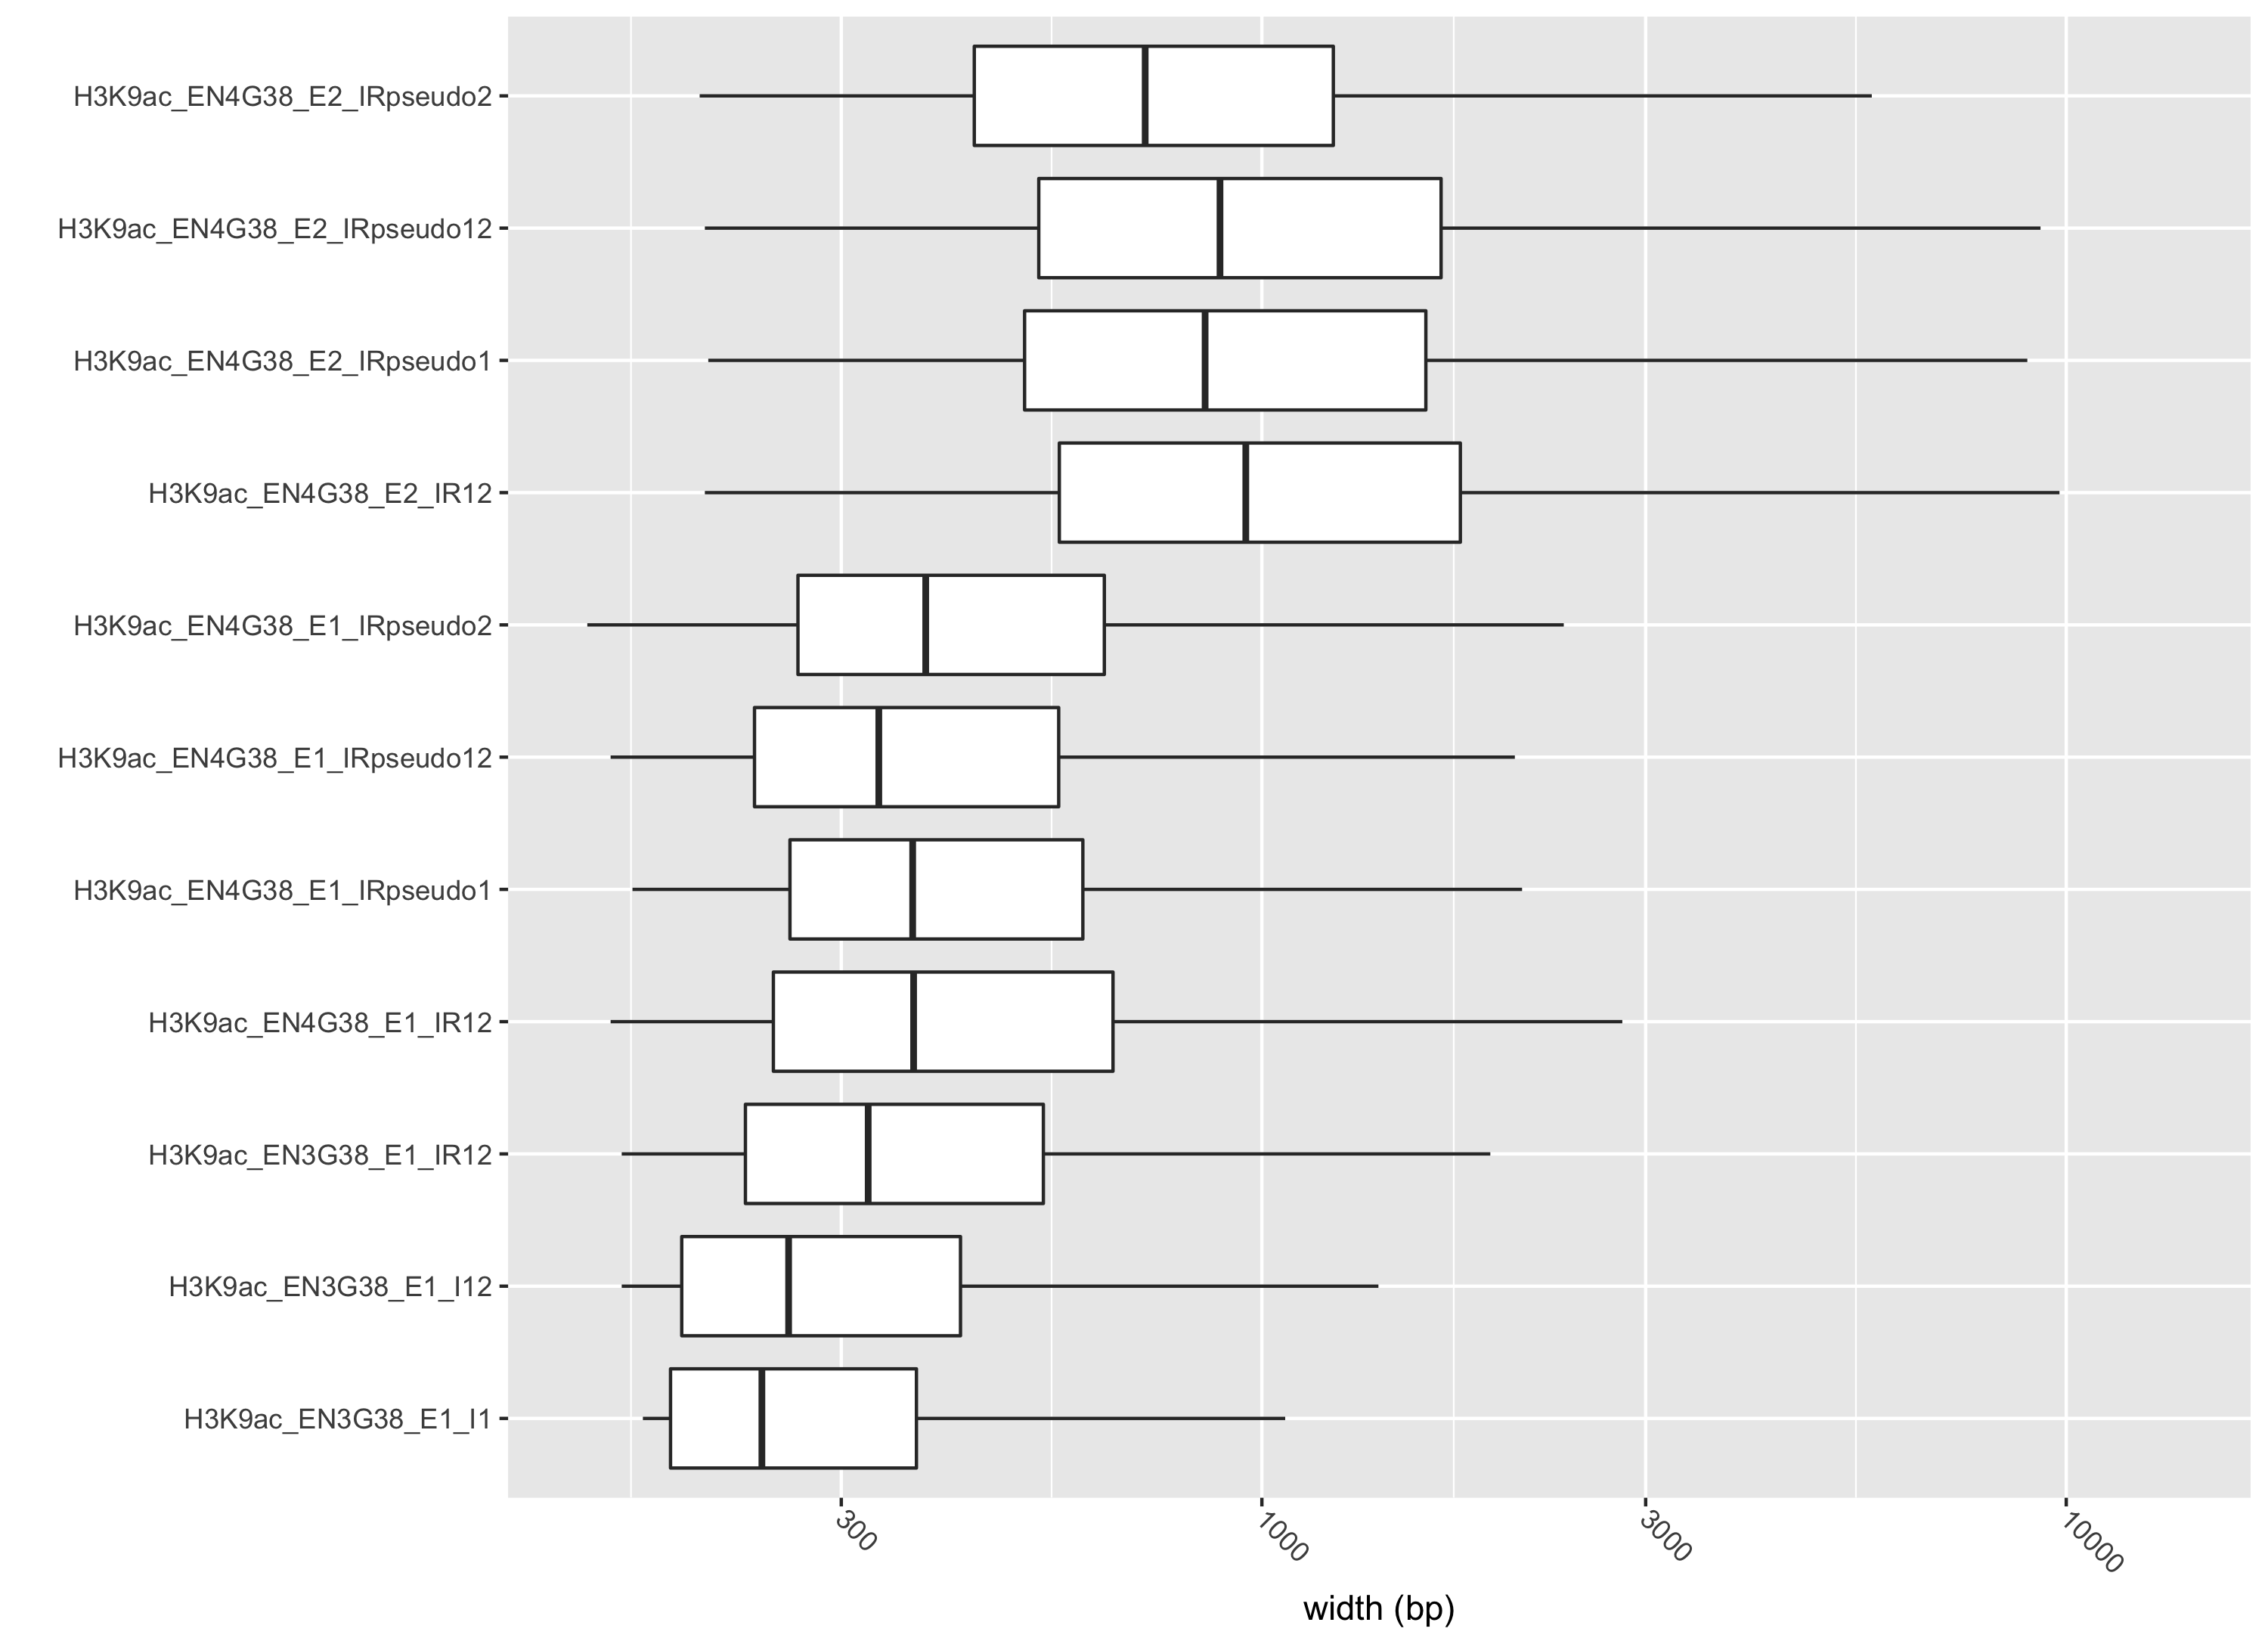 H3K9ac_EN4G38_E2_IRpseudo2
H3K9ac_EN4G38_E2_IRpseudo12
H3K9ac_EN4G38_E2_IRpseudo1
H3K9ac_EN4G38_E2_IR12
H3K9ac_EN4G38_E1_IRpseudo2
H3K9ac_EN4G38_E1_IRpseudo12
H3K9ac_EN4G38_E1_IRpseudo1
H3K9ac_EN4G38_E1_IR12
H3K9ac_EN3G38_E1_IR12
H3K9ac_EN3G38_E1_I12
H3K9ac_EN3G38_E1_I1
300
1000
3000
10000
width (bp)